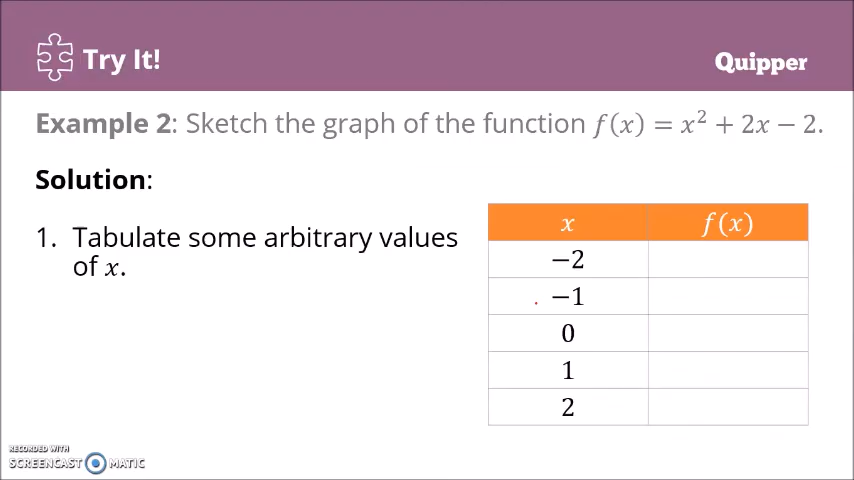 Try It!
Quipper
Example 2: Sketch the graph of the function f(x) = x² + 2x − 2.
Solution:
1. Tabulate some arbitrary values
of x.
x f(x)
−2
−1
0
1
2
RECORDED WITH
SCREENCAST MATIC